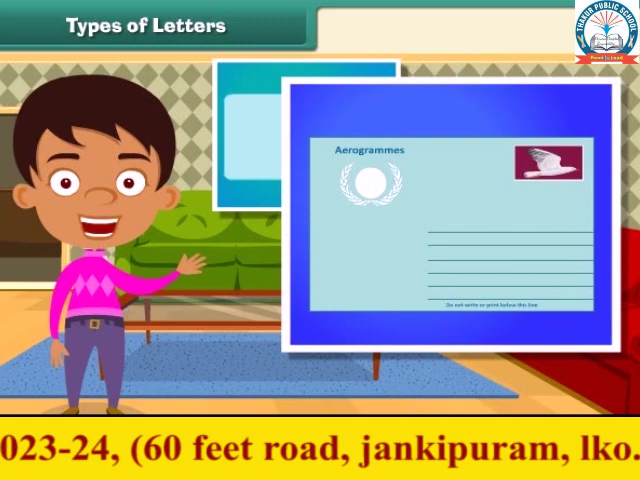 Types of Letters
THAKUR PUBLIC SCHOOL
Aerogrammes
Do not write or print below this line
023-24, (60 feet road, jankipuram, lko.